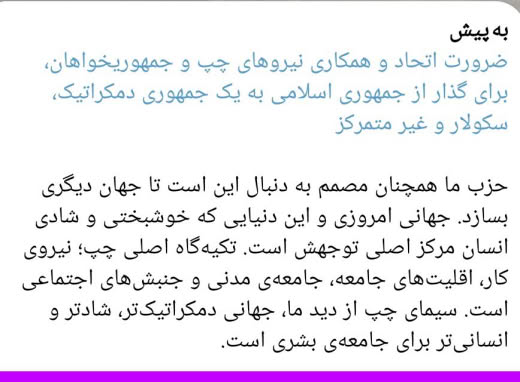 به پیش
ضرورت اتحاد و همکاری نیروهای چپ و جمهوریخواهان،
برای گذار از جمهوری اسلامی به یک جمهوری دمکراتیک،
سکولار و غیر متمرکز
حزب ما همچنان مصمم به دنبال این است تا جهان دیگری
بسازد. جهانی امروزی و این دنیایی که خوشبختی و شادی
انسان مرکز اصلی توجهش است. تکیه‌گاه اصلی چپ؛ نیروی
کار، اقلیت‌های جامعه، جامعه‌ی مدنی و جنبش‌های اجتماعی
است. سیمای چپ از دید ما، جهانی دمکراتیک‌تر، شادتر و
انسانی‌تر برای جامعه‌ی بشری است.